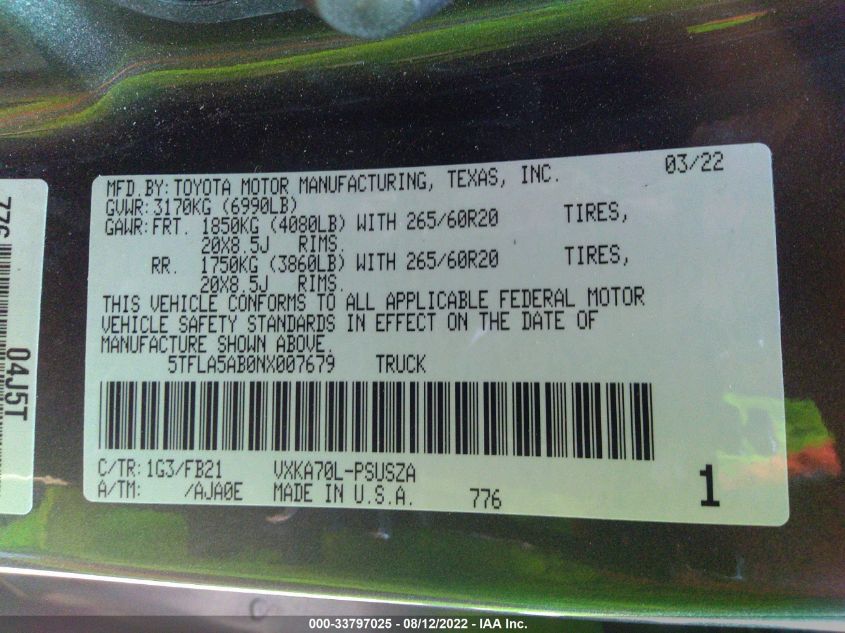 MFD. BY: TOYOTA MOTOR MANUFACTURING, TEXAS, INC. 03/22
GVWR: 3170KG (6990LB)
GAWR: FRT. 1850KG (4080LB) WITH 265/60R20 TIRES,
20X8.5J RIMS.
RR. 1750KG (3860LB) WITH 265/60R20 TIRES,
20X8.5J RIMS.
THIS VEHICLE CONFORMS TO ALL APPLICABLE FEDERAL MOTOR
VEHICLE SAFETY STANDARDS IN EFFECT ON THE DATE OF
MANUFACTURE SHOWN ABOVE.
5TFLA5AB0NX007679 TRUCK
C/TR: 1G3/FB21 VXKA70L-PSUSZA
A/TM: /AJA0E MADE IN U.S.A. 776 1
776
04J5T
000-33797025 - 08/12/2022 - IAA Inc.